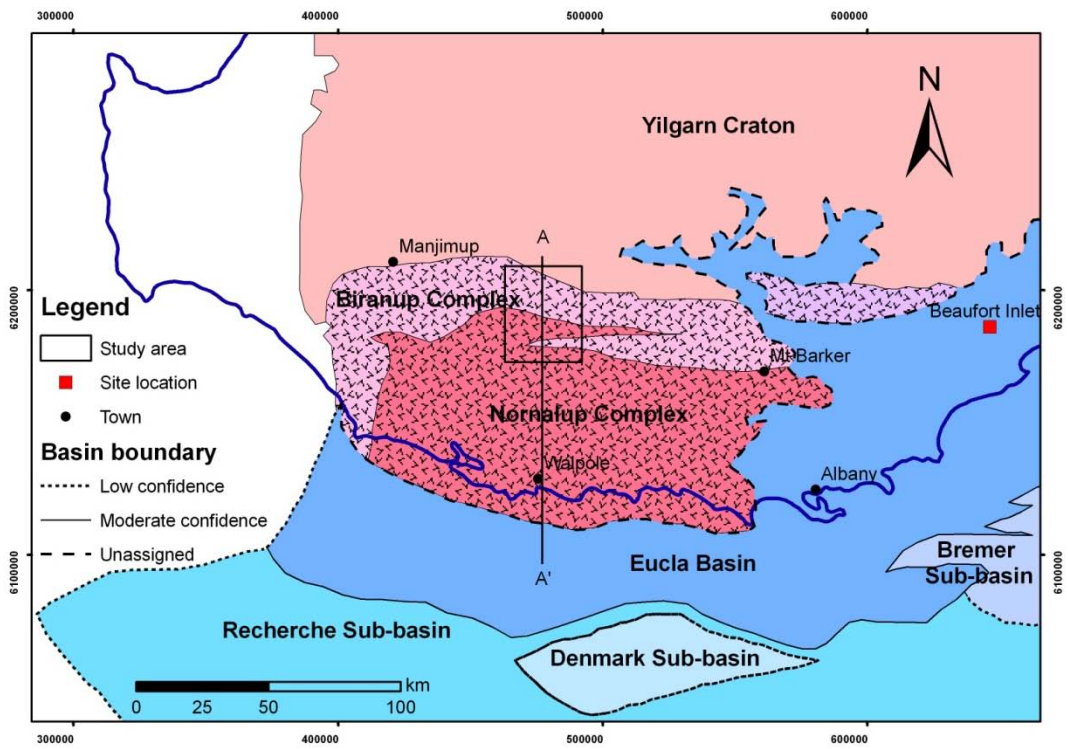 300000
400000
500000
600000
N
Yilgarn Craton
Manjimup
A
6200000
6200000
Biranup Complex
Beaufort Inlet
Legend
Study area
Site location
Town
Mt Barker
Nornalup Complex
Basin boundary
Low confidence
Moderate confidence
Unassigned
Walpole
Albany
6100000
6100000
A'
Eucla Basin
Bremer
Sub-basin
Recherche Sub-basin
Denmark Sub-basin
km
0
25
50
100
300000
400000
500000
600000